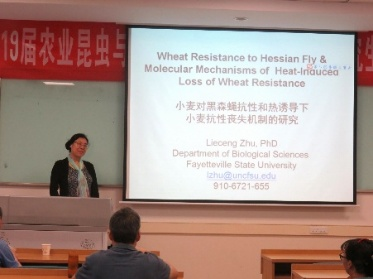 19届农业昆虫与
Wheat Resistance to Hessian Fly &
Molecular Mechanisms of Heat-Induced
Loss of Wheat Resistance
小麦对黑森蝇抗性和热诱导下
小麦抗性丧失机制的研究
Lieceng Zhu, PhD
Department of Biological Sciences
Fayetteville State University
lzhu@uncfsu.edu
910-6721-655